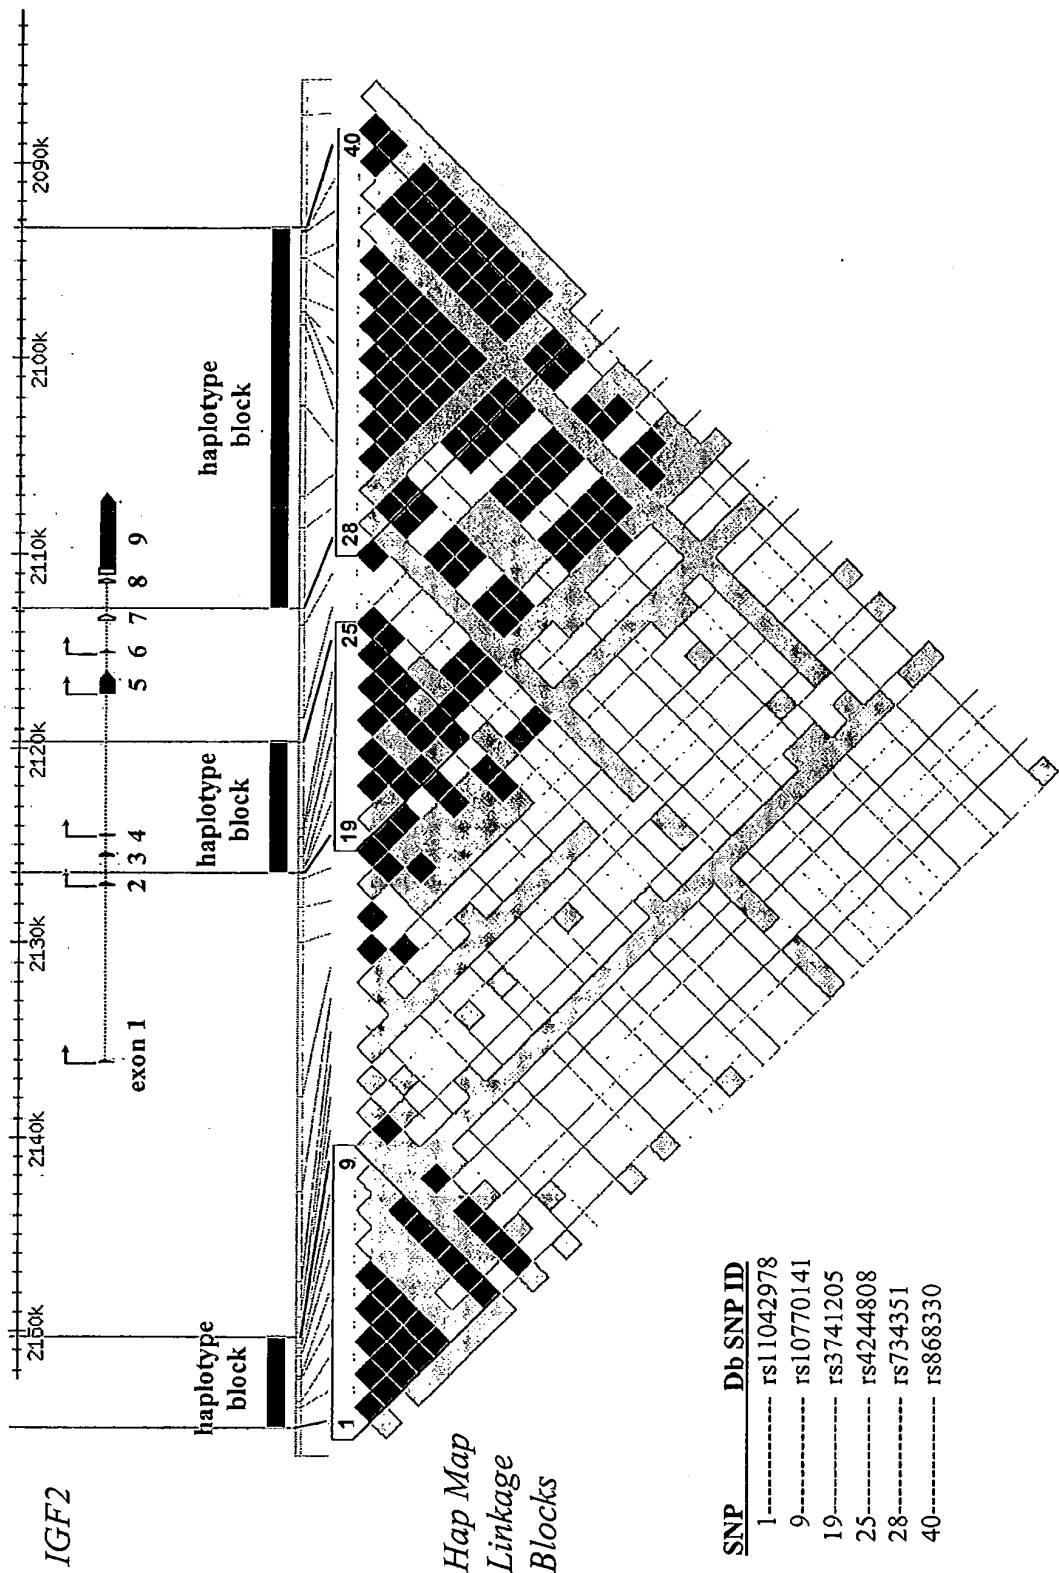 IGF2
2150k 2140k 2130k 2120k 2110k 2100k 2090k
exon 1 2 3 4 5 6 7 8 9
haplotype
block
haplotype
block
haplotype
block
1 9 19 25 28 40
Hap Map
Linkage
Blocks
SNP Db SNP ID
1------------ rs11042978
9------------ rs10770141
19------------ rs3741205
25------------ rs4244808
28------------ rs734351
40------------ rs868330